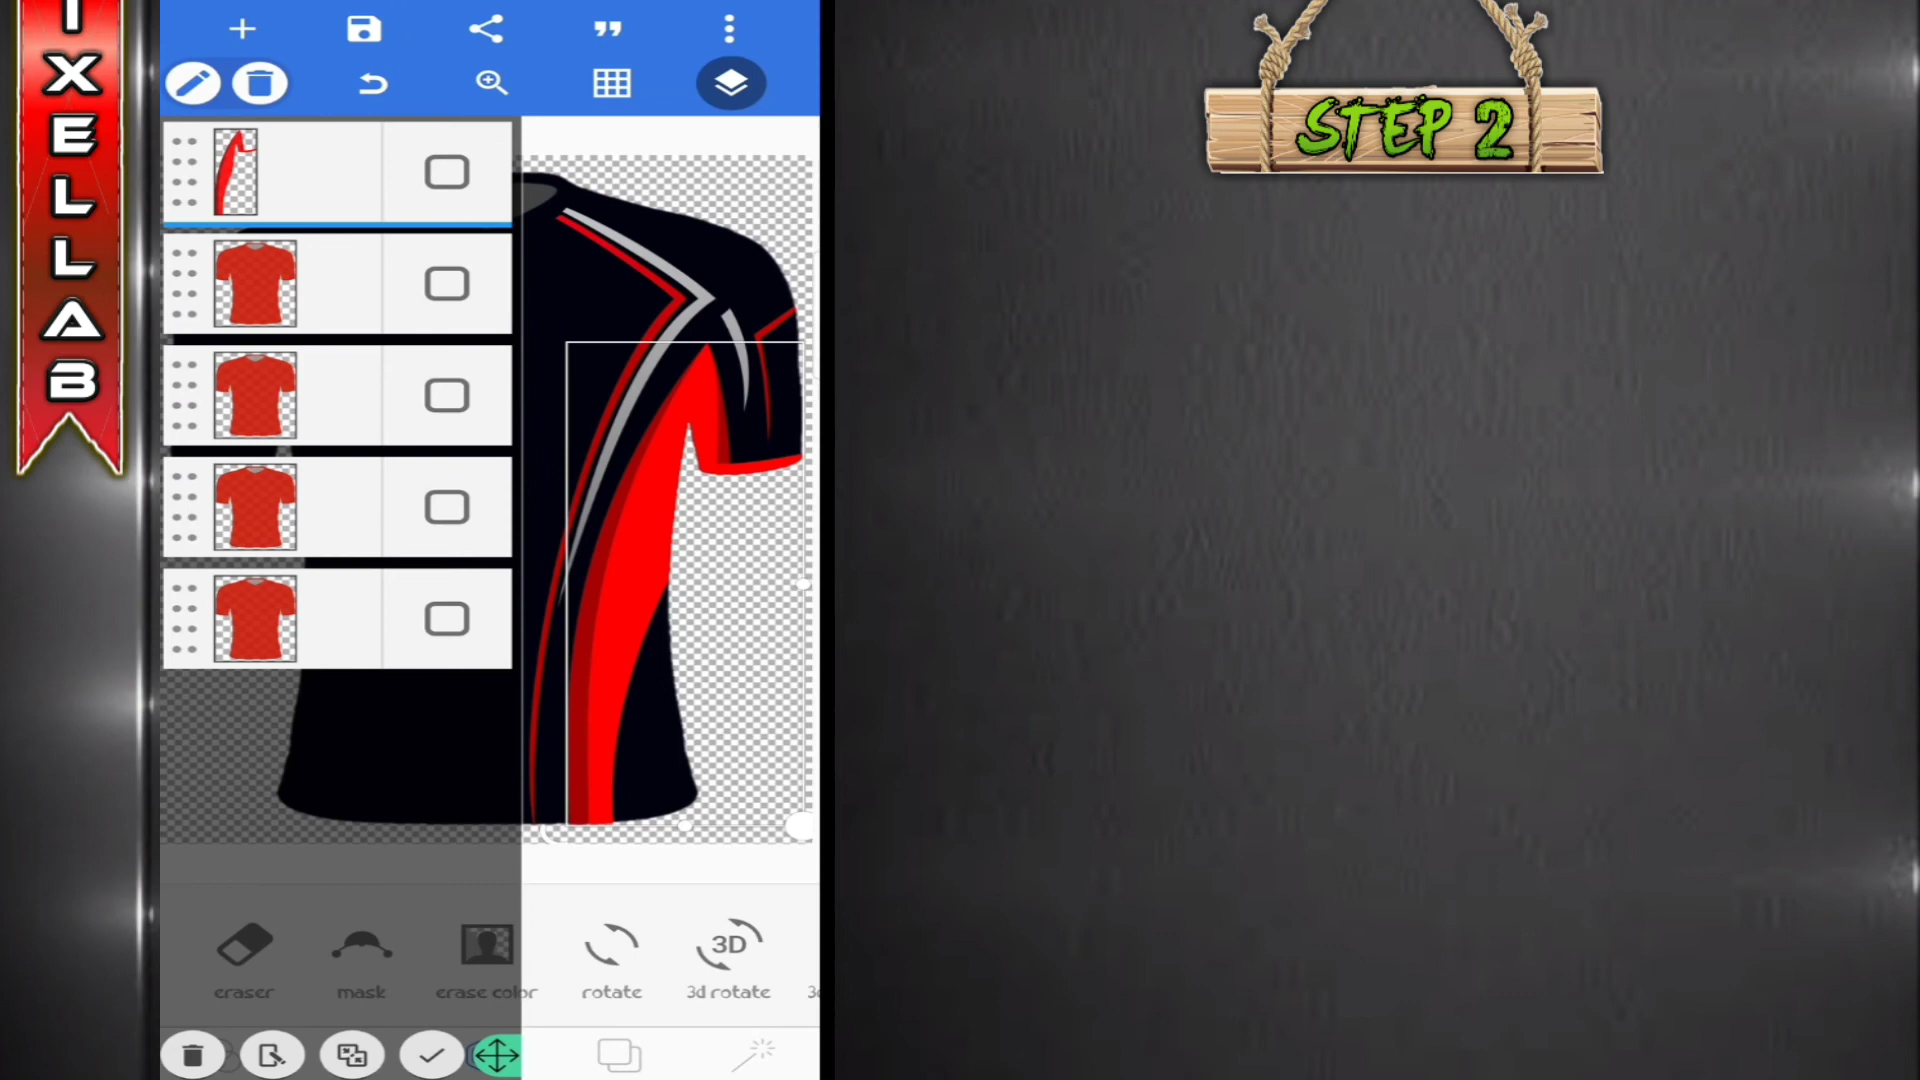 IXELLAB
STEP 2
3D
eraser
mask
erase color
rotate
3d rotate